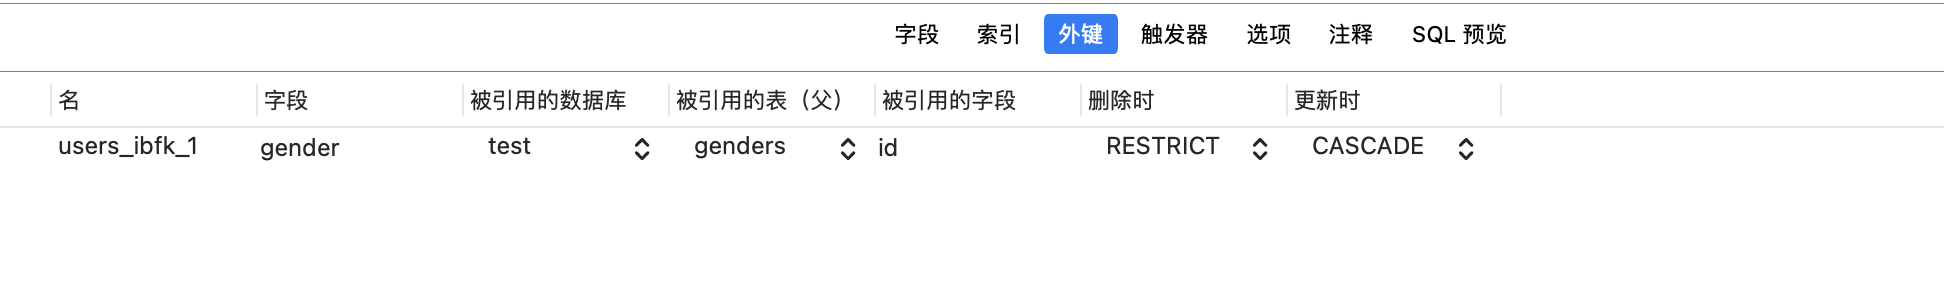 字段 索引 外键 触发器 选项 注释 SQL 预览
名 字段 被引用的数据库 被引用的表（父） 被引用的字段 删除时 更新时
users_ibfk_1 gender test genders id RESTRICT CASCADE